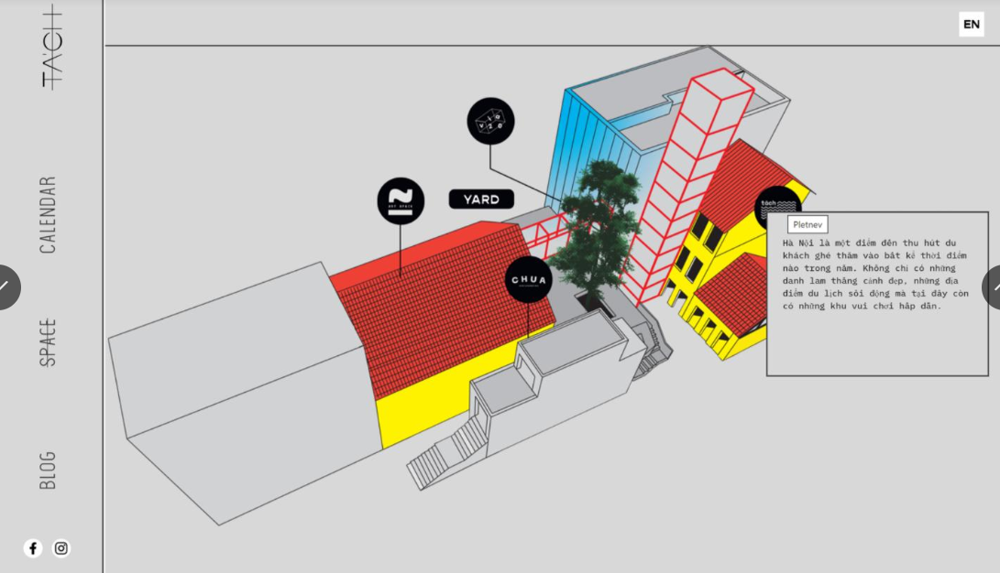 TÁCH
EN
CALENDAR
SPACE
BLOG
YARD
CHUA
tách
Pletnev
Hà Nội là một điểm đến thu hút du
khách ghé thăm vào bất kể thời điểm
nào trong năm. Không chỉ có những
danh lam thắng cảnh đẹp, những địa
điểm du lịch sôi động mà tại đây còn
có những khu vui chơi hấp dẫn.